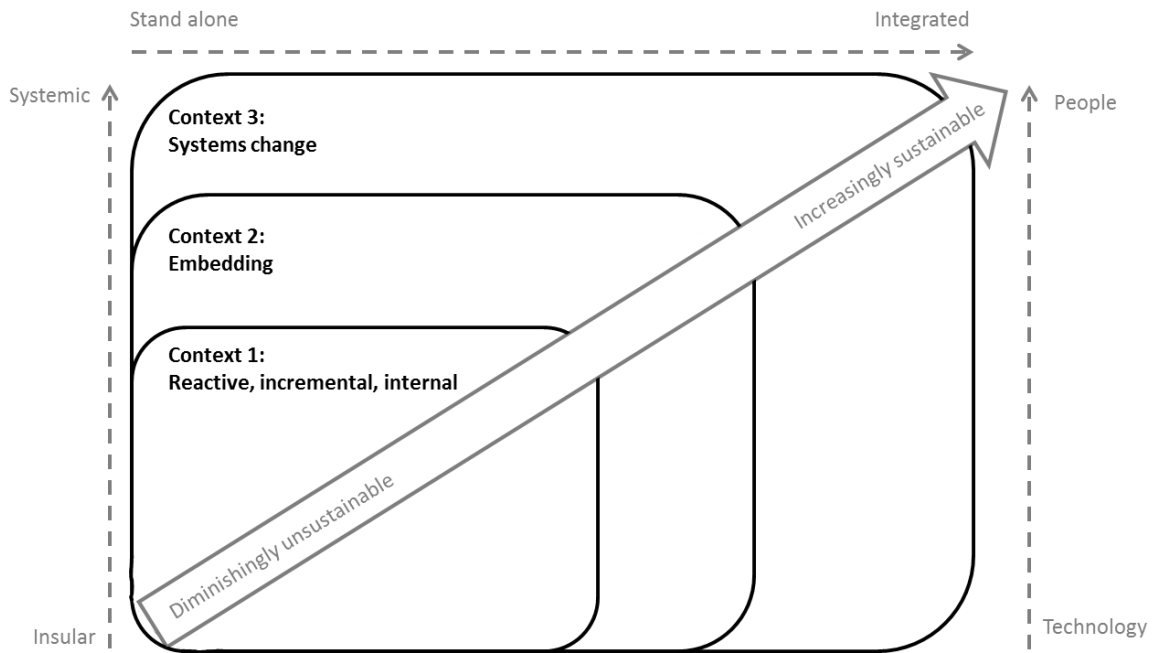 Stand alone
Integrated
Systemic
People
Context 3:
Systems change
Increasingly sustainable
Context 2:
Embedding
Context 1:
Reactive, incremental, internal
Diminishingly unsustainable
Insular
Technology